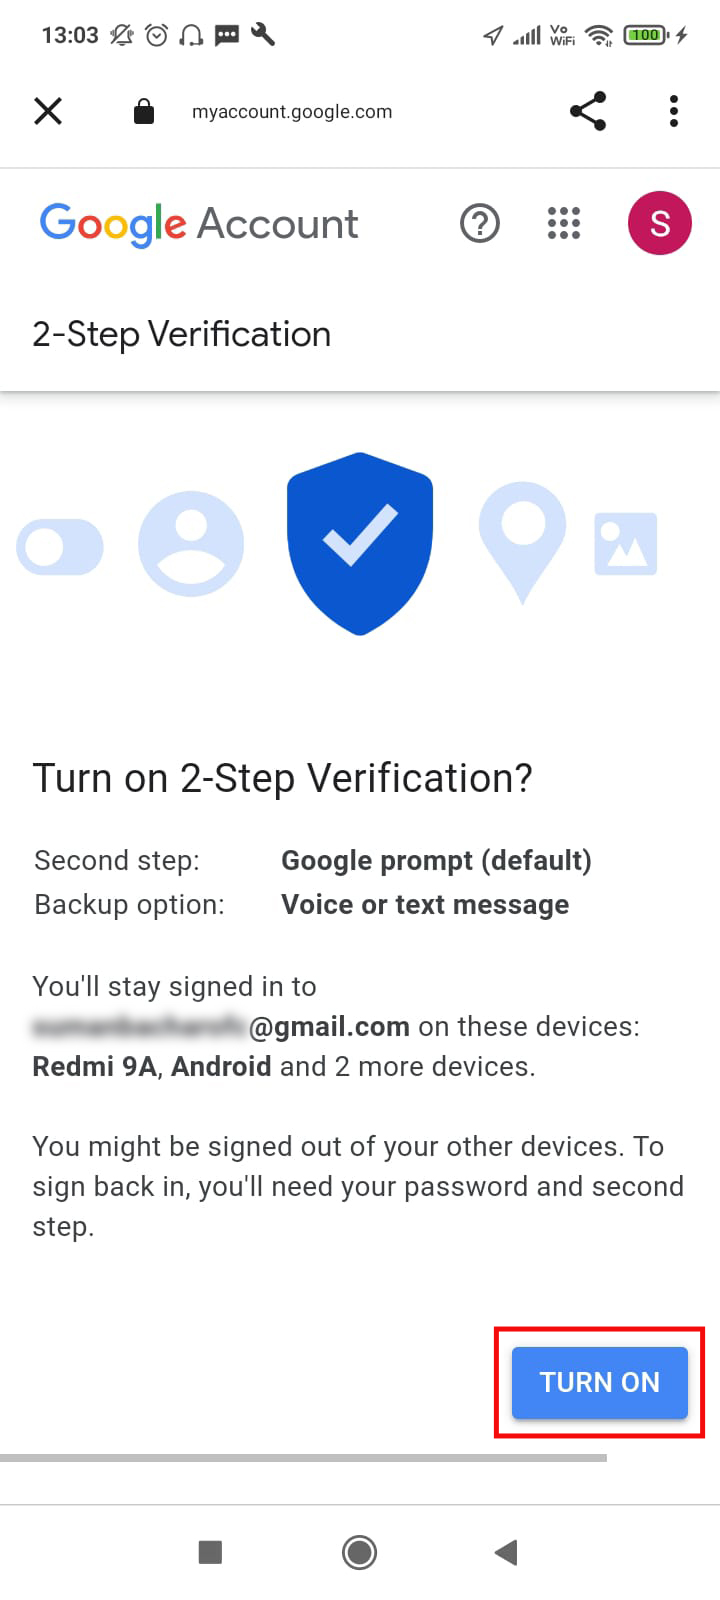 13:03
Vo
WiFi
100
myaccount.google.com
Google Account
S
2-Step Verification
Turn on 2-Step Verification?
Second step: Google prompt (default)
Backup option: Voice or text message
You'll stay signed in to
@gmail.com on these devices:
Redmi 9A, Android and 2 more devices.
You might be signed out of your other devices. To
sign back in, you'll need your password and second
step.
TURN ON